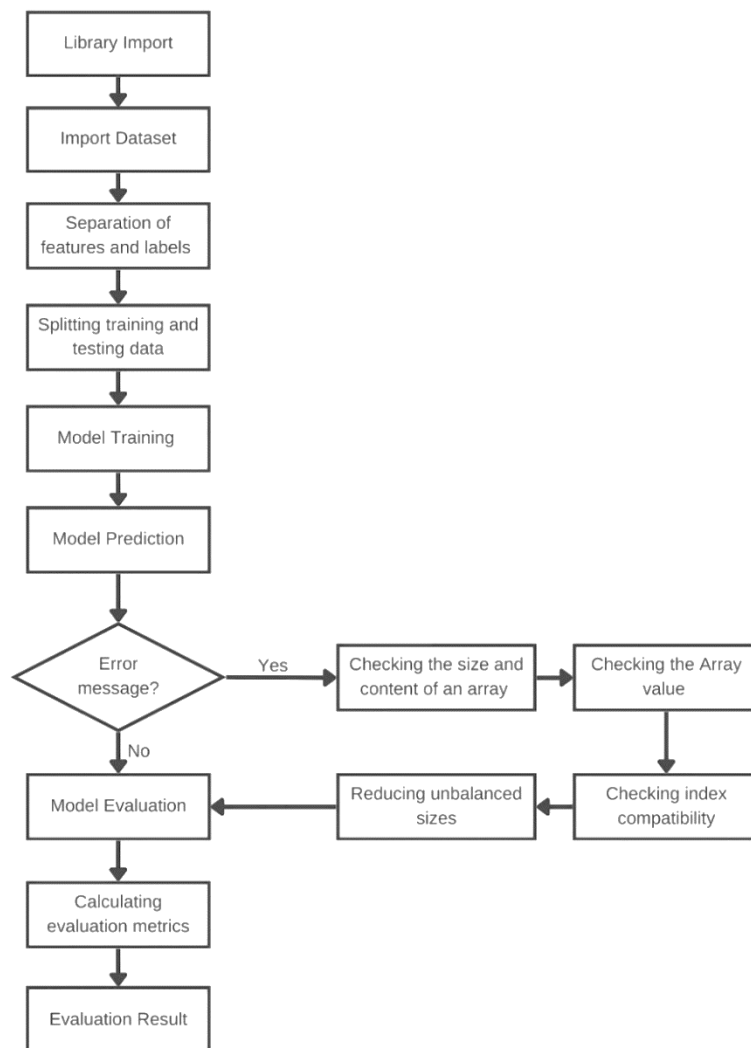 Library Import
Import Dataset
Separation of
features and labels
Splitting training and
testing data
Model Training
Model Prediction
Error
message?
Yes
Checking the size and
content of an array
Checking the Array
value
No
Model Evaluation
Reducing unbalanced
sizes
Checking index
compatibility
Calculating
evaluation metrics
Evaluation Result